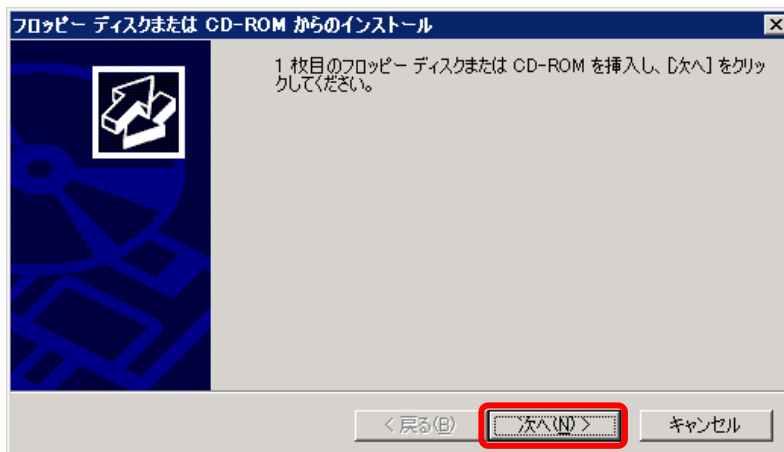 フロッピー ディスクまたは CD-ROM からのインストール
1 枚目のフロッピー ディスクまたは CD-ROM を挿入し、[次へ] をクリッ
クしてください。
< 戻る(B)
次へ(N) >
キャンセル